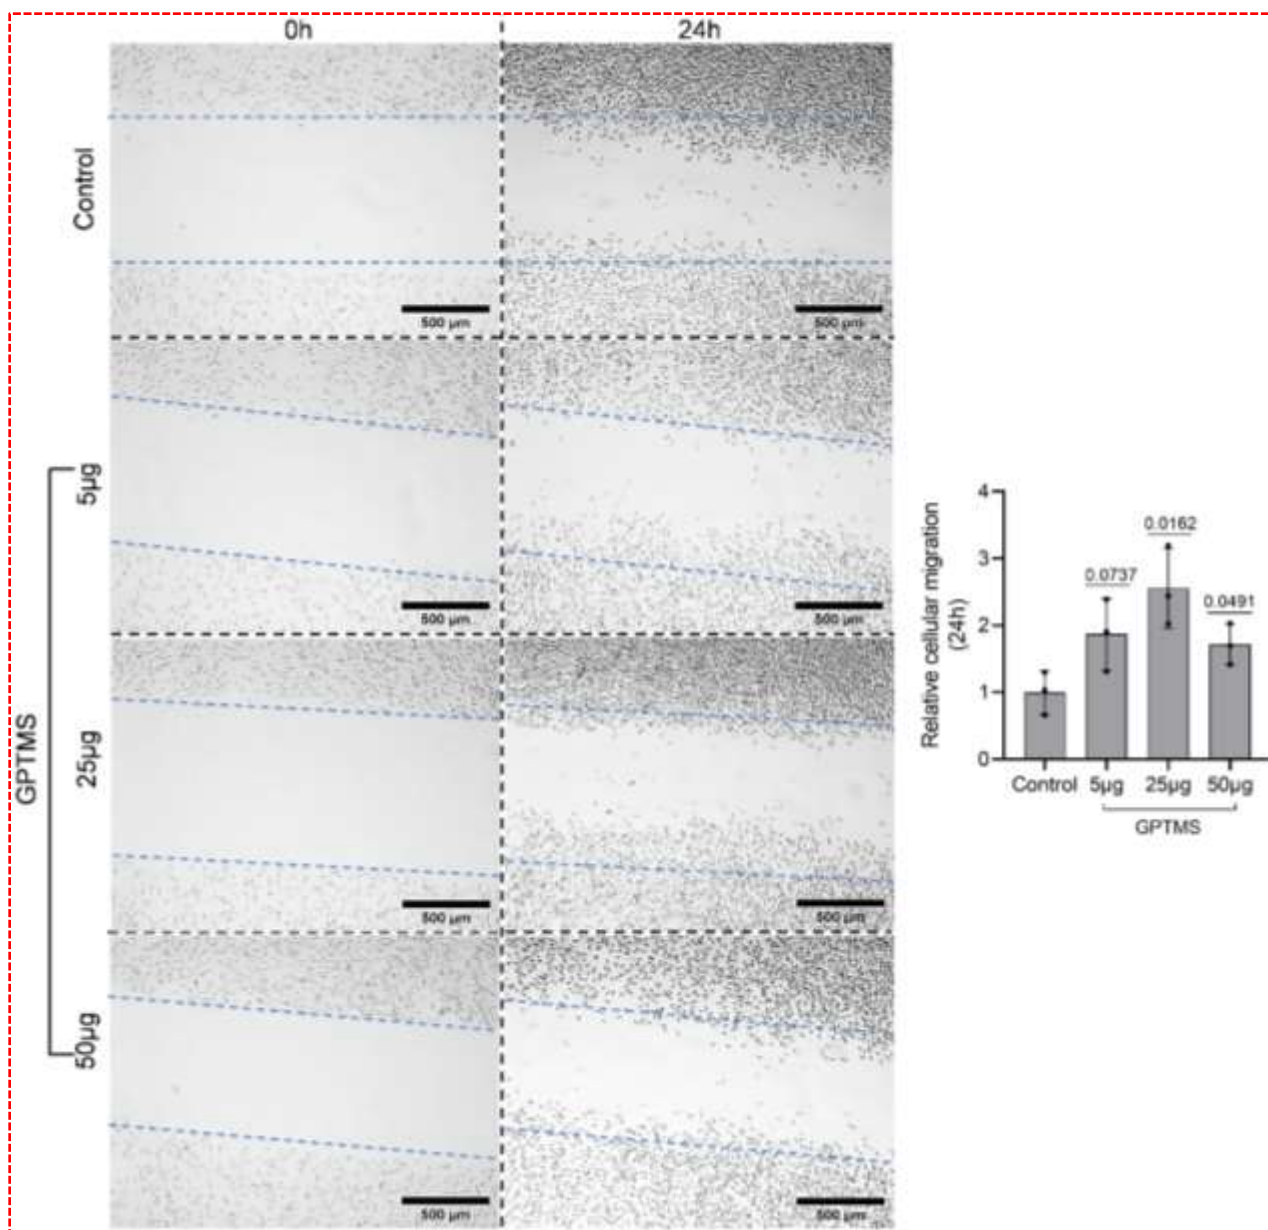 0h 24h
Control
500 µm
500 µm
5µg
500 µm
500 µm
GPTMS
25µg
500 µm
500 µm
50µg
500 µm
500 µm
Relative cellular migration
(24h)
4
3
2
1
0
0.0737
0.0162
0.0491
Control 5µg 25µg 50µg
GPTMS